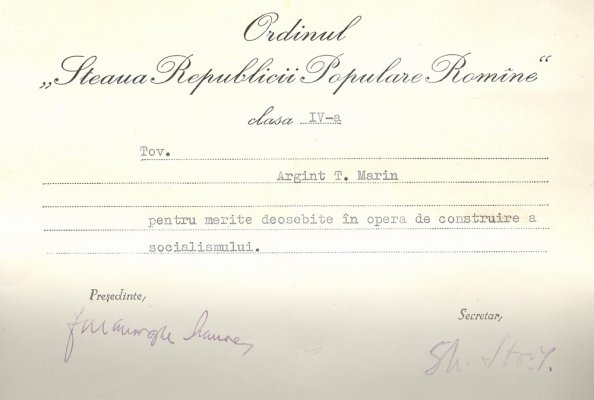 Ordinul
„Steaua Republicii Populare Romîne“
clasa IV-a
Tov.
Argint T. Marin
pentru merite deosebite în opera de construire a
socialismului.
Președinte,
Secretar,
Gh.